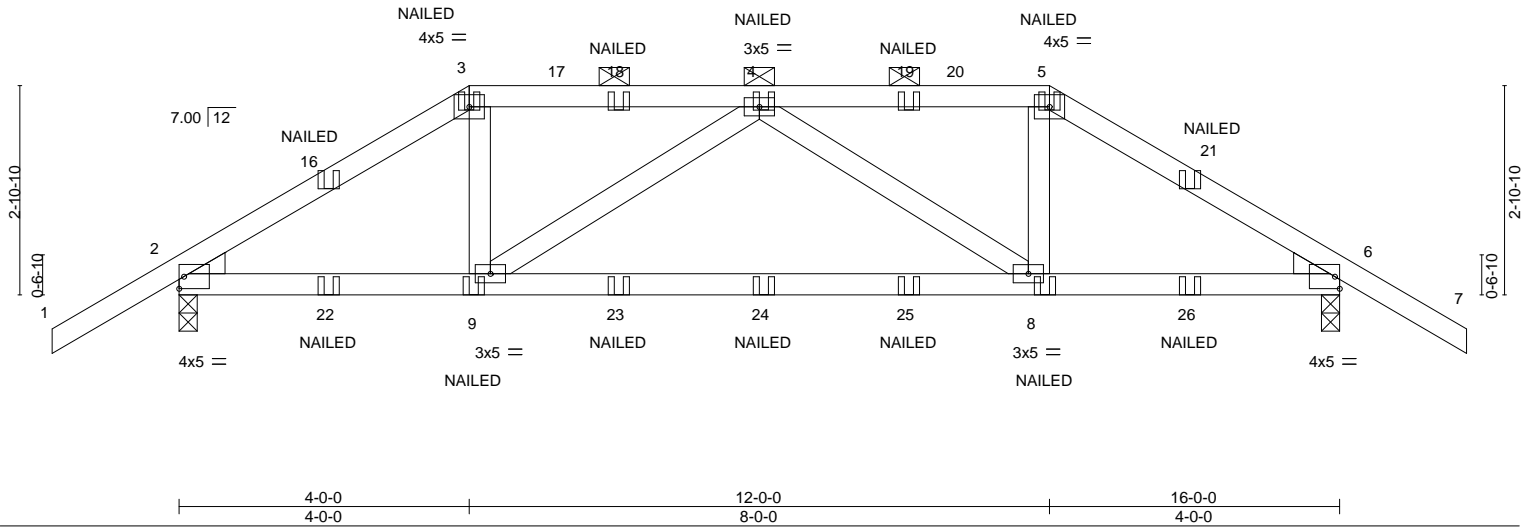 NAILED
NAILED
NAILED
4x5 =
NAILED
3x5 =
NAILED
4x5 =
3
17
18
4
19
20
5
7.00 12
NAILED
NAILED
16
21
2-10-10
2-10-10
2
6
0-6-10
0-6-10
1
7
22
9
23
24
25
8
26
NAILED
3x5 =
NAILED
NAILED
NAILED
3x5 =
NAILED
4x5 =
4x5 =
NAILED
NAILED
4-0-0
12-0-0
16-0-0
4-0-0
8-0-0
4-0-0